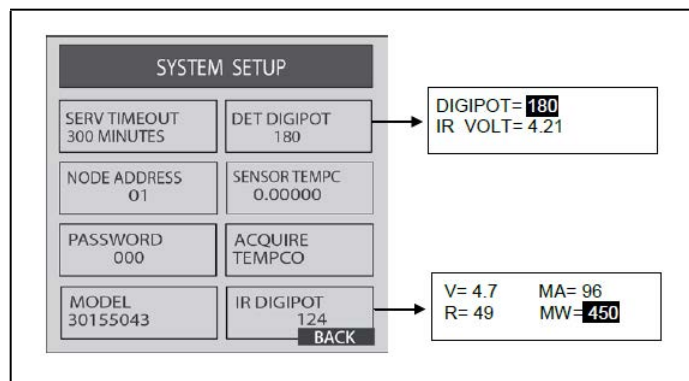 SYSTEM SETUP
SERV TIMEOUT
300 MINUTES
DET DIGIPOT
180
NODE ADDRESS
01
SENSOR TEMPC
0.00000
PASSWORD
000
ACQUIRE
TEMPCO
MODEL
30155043
IR DIGIPOT
124
BACK
DIGIPOT= 180
IR VOLT= 4.21
V= 4.7 MA= 96
R= 49 MW= 450